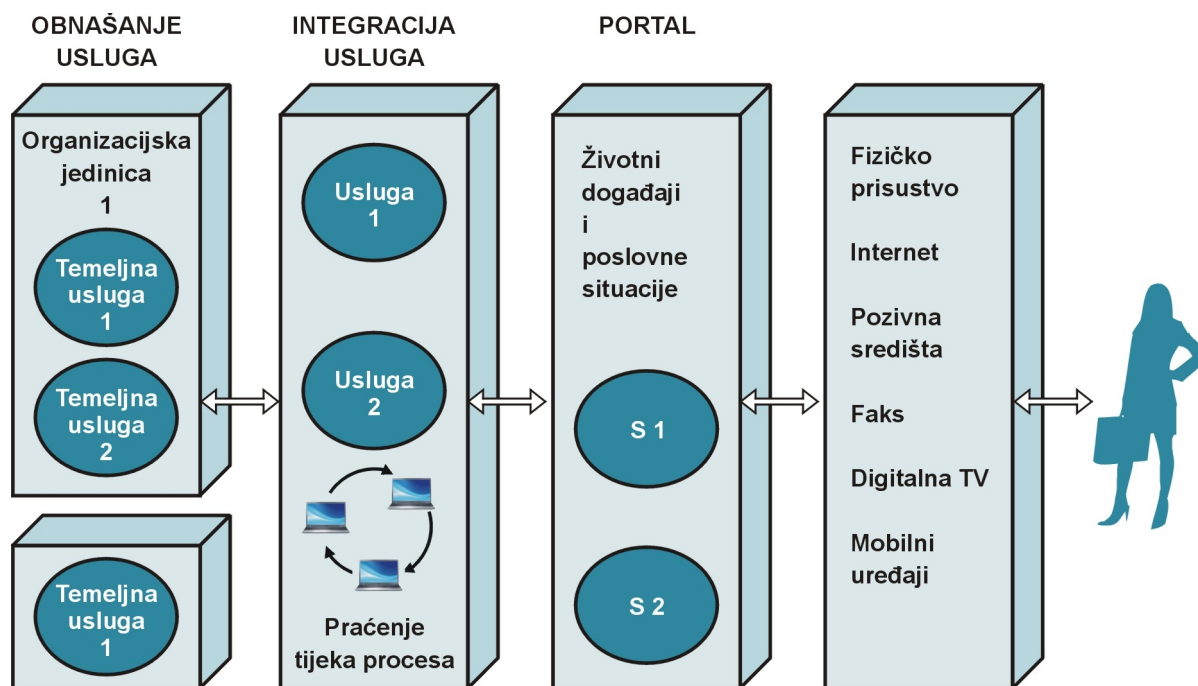 OBNAŠANJE
USLUGA
INTEGRACIJA
USLUGA
PORTAL
Organizacijska
jedinica
1
Temeljna
usluga
1
Temeljna
usluga
2
Temeljna
usluga
1
Usluga
1
Usluga
2
Praćenje
tijeka procesa
Životni
događaji
i
poslovne
situacije
S 1
S 2
Fizičko
prisustvo
Internet
Pozivna
središta
Faks
Digitalna TV
Mobilni
uređaji